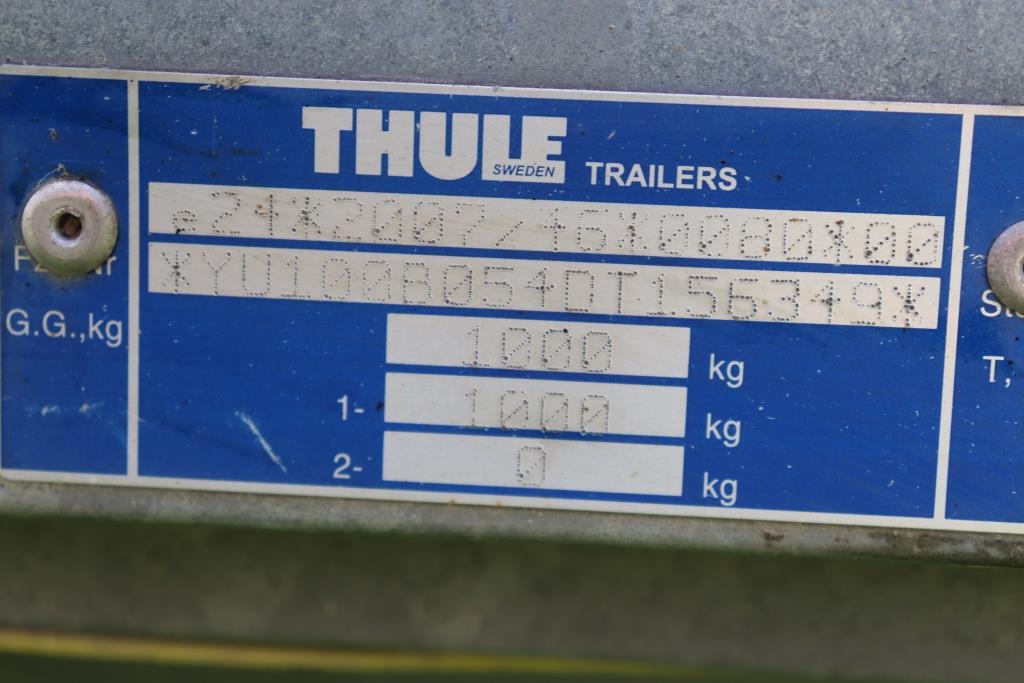 THULE
SWEDEN
TRAILERS
e24*2007/46*0080*00
*YU100B054DT156349*
G.G.,kg
1000 kg
1- 1000 kg
2- 0 kg
T,